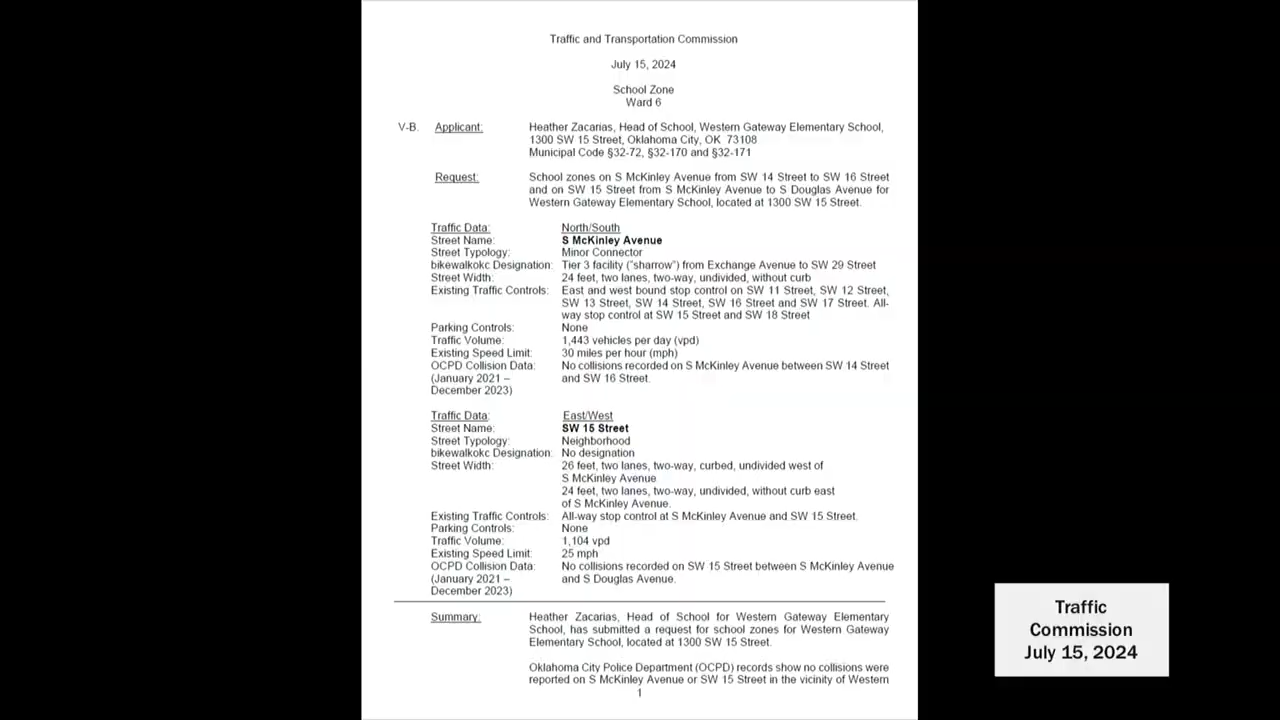 Traffic and Transportation Commission
July 15, 2024
School Zone
Ward 6
V-B. Applicant: Heather Zacarias, Head of School, Western Gateway Elementary School,
1300 SW 15 Street, Oklahoma City, OK 73108
Municipal Code §32-72, §32-170 and §32-171
Request: School zones on S McKinley Avenue from SW 14 Street to SW 16 Street
and on SW 15 Street from S McKinley Avenue to S Douglas Avenue for
Western Gateway Elementary School, located at 1300 SW 15 Street.
Traffic Data: North/South
Street Name: S McKinley Avenue
Street Typology: Minor Connector
bikewalkokc Designation: Tier 3 facility ("sharrow") from Exchange Avenue to SW 29 Street
Street Width: 24 feet, two lanes, two-way, undivided, without curb
Existing Traffic Controls: East and west bound stop control on SW 11 Street, SW 12 Street,
SW 13 Street, SW 14 Street, SW 16 Street and SW 17 Street. All-
way stop control at SW 15 Street and SW 18 Street
Parking Controls: None
Traffic Volume: 1,443 vehicles per day (vpd)
Existing Speed Limit: 30 miles per hour (mph)
OCPD Collision Data: No collisions recorded on S McKinley Avenue between SW 14 Street
(January 2021 – and SW 16 Street.
December 2023)
Traffic Data: East/West
Street Name: SW 15 Street
Street Typology: Neighborhood
bikewalkokc Designation: No designation
Street Width: 26 feet, two lanes, two-way, curbed, undivided west of
S McKinley Avenue
24 feet, two lanes, two-way, undivided, without curb east
of S McKinley Avenue.
Existing Traffic Controls: All-way stop control at S McKinley Avenue and SW 15 Street.
Parking Controls: None
Traffic Volume: 1,104 vpd
Existing Speed Limit: 25 mph
OCPD Collision Data: No collisions recorded on SW 15 Street between S McKinley Avenue
(January 2021 – and S Douglas Avenue.
December 2023)
Summary: Heather Zacarias, Head of School for Western Gateway Elementary
School, has submitted a request for school zones for Western Gateway
Elementary School, located at 1300 SW 15 Street.
Oklahoma City Police Department (OCPD) records show no collisions were
reported on S McKinley Avenue or SW 15 Street in the vicinity of Western
1
Traffic
Commission
July 15, 2024